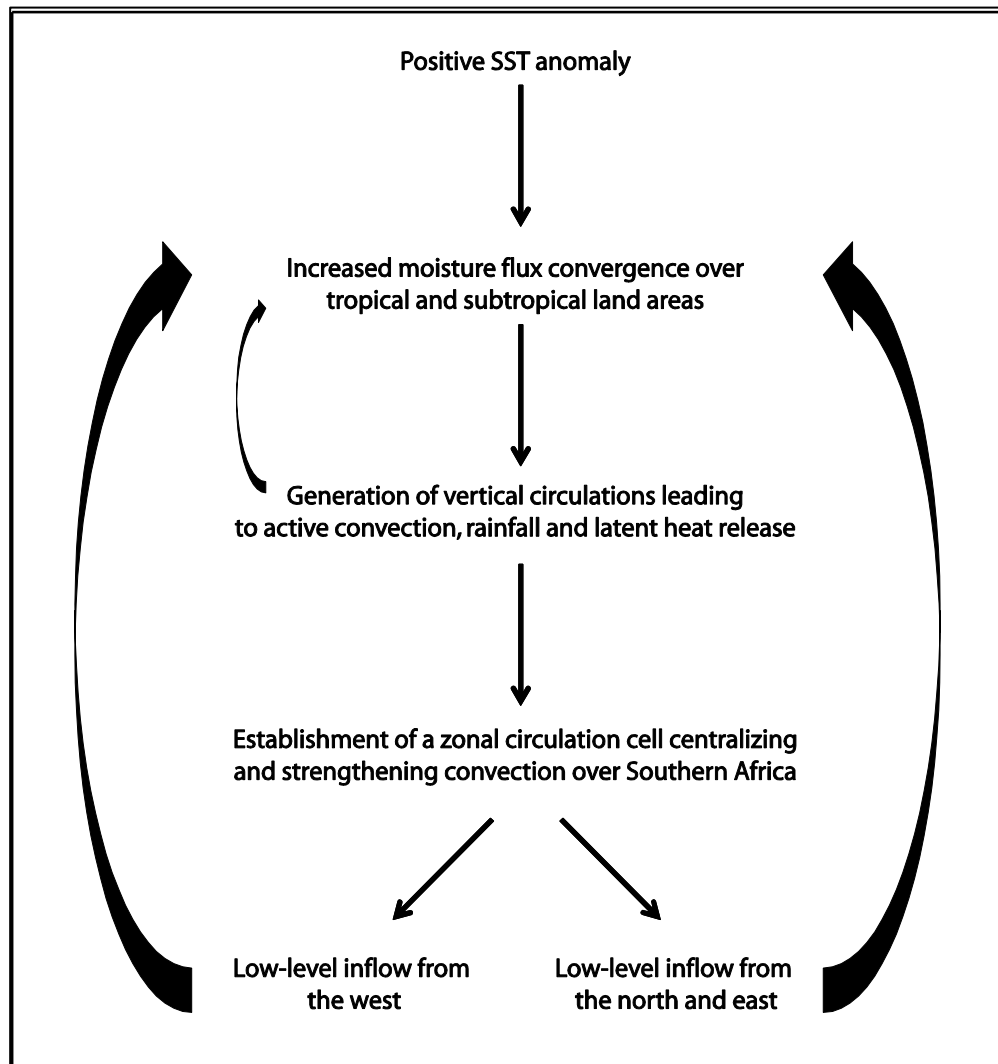 Positive SST anomaly
Increased moisture flux convergence over
tropical and subtropical land areas
Generation of vertical circulations leading
to active convection, rainfall and latent heat release
Establishment of a zonal circulation cell centralizing
and strengthening convection over Southern Africa
Low-level inflow from
the west
Low-level inflow from
the north and east